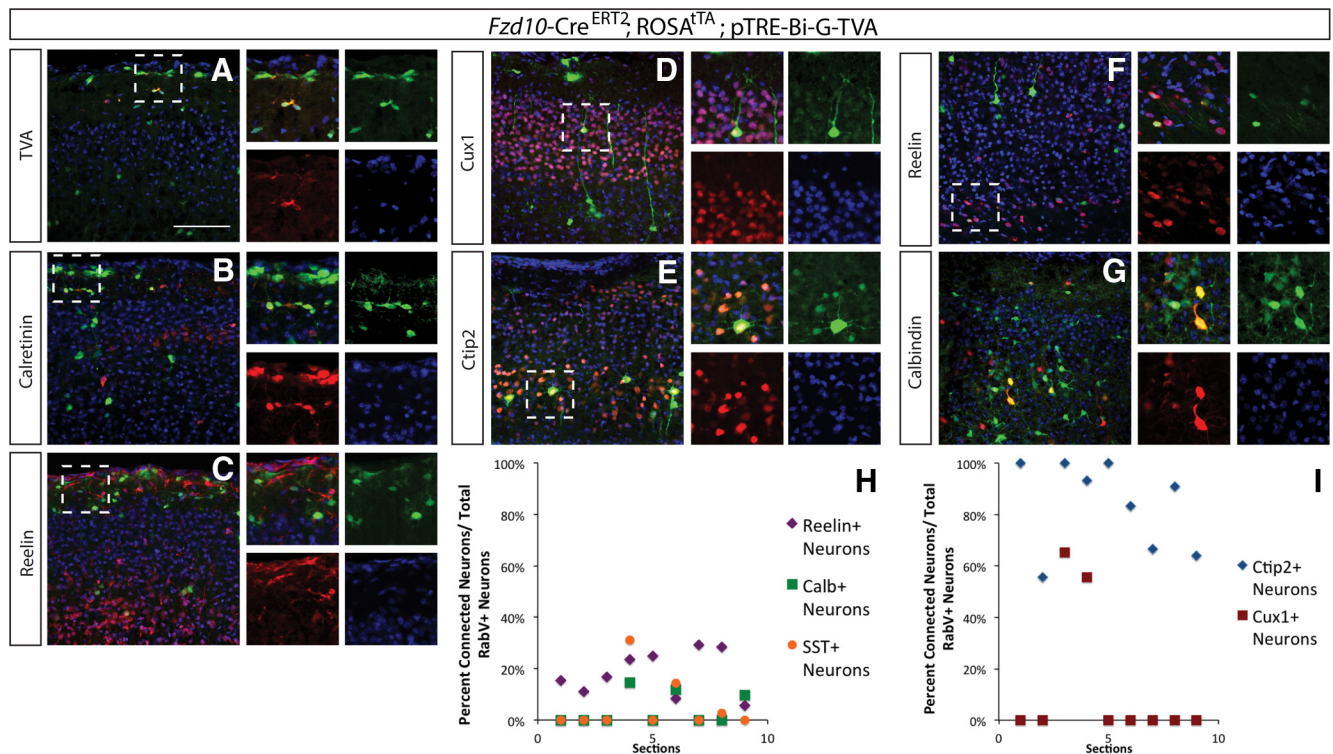 Fzd10-CreERT2; ROSAtTA ; pTRE-Bi-G-TVA
TVA
A
Calretinin
B
Reelin
C
Cux1
D
Ctip2
E
Reelin
F
Calbindin
G
H
Percent Connected Neurons/ Total
RabV+ Neurons
100%
80%
60%
40%
20%
0%
0
5
10
Sections
Reelin+
Neurons
Calb+
Neurons
SST+
Neurons
I
Percent Connected Neurons/ Total
RabV+ Neurons
100%
80%
60%
40%
20%
0%
0
5
10
Sections
Ctip2+
Neurons
Cux1+
Neurons